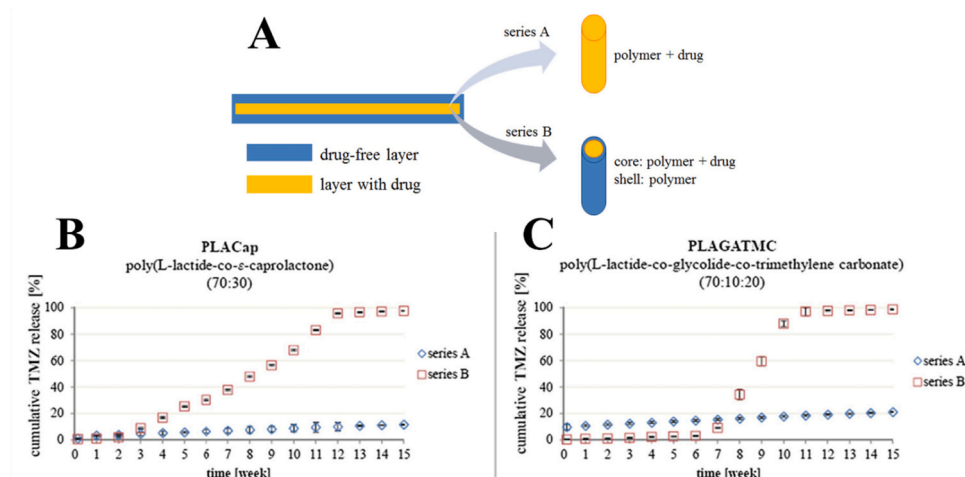 A
series A
polymer + drug
series B
core: polymer + drug
shell: polymer
drug-free layer
layer with drug
B
PLACap
poly(L-lactide-co-ε-caprolactone)
(70:30)
cumulative TMZ release [%]
100
80
60
40
20
0
0 1 2 3 4 5 6 7 8 9 10 11 12 13 14 15
time [week]
series A
series B
C
PLAGATMC
poly(L-lactide-co-glycolide-co-trimethylene carbonate)
(70:10:20)
cumulative TMZ release [%]
100
80
60
40
20
0
0 1 2 3 4 5 6 7 8 9 10 11 12 13 14 15
time [week]
series A
series B